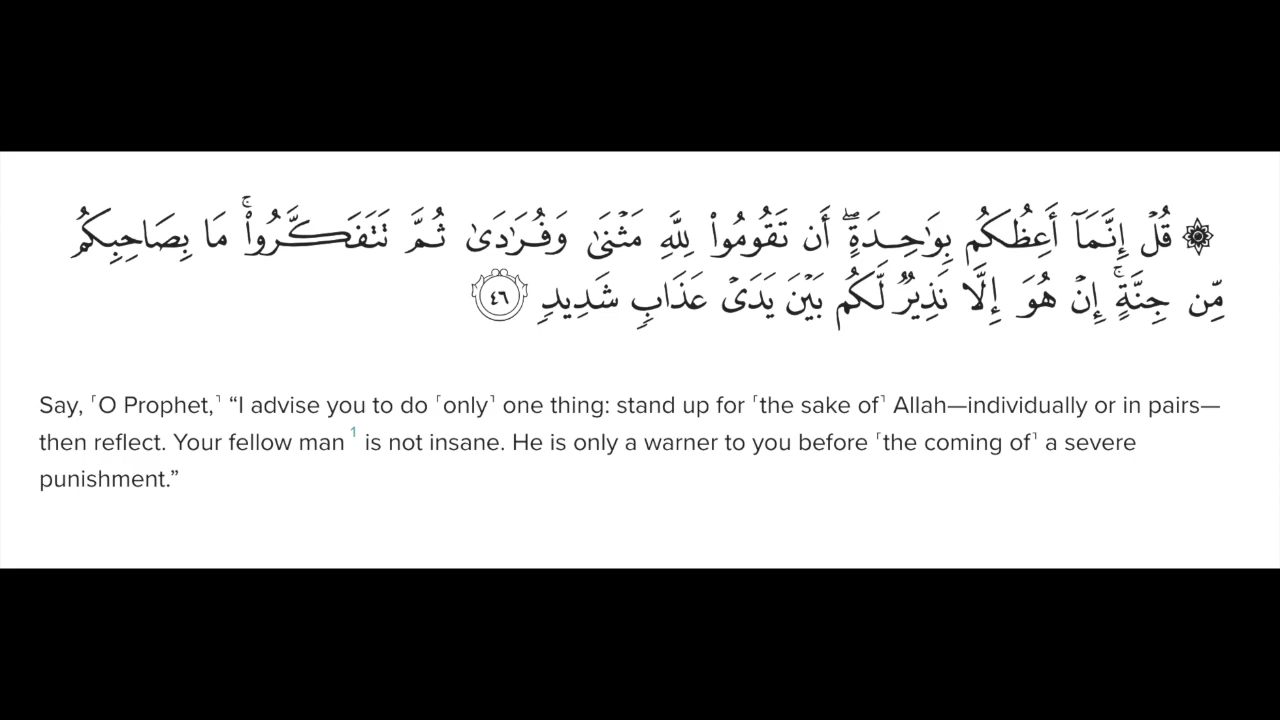 ۞ قُلْ إِنَّمَآ أَعِظُكُم بِوَٰحِدَةٍ ۖ أَن تَقُومُوا۟ لِلَّهِ مَثْنَىٰ وَفُرَٰدَىٰ ثُمَّ تَتَفَكَّرُوا۟ ۚ مَا بِصَاحِبِكُم
مِّن جِنَّةٍ ۚ إِنْ هُوَ إِلَّا نَذِيرٌۭ لَّكُم بَيْنَ يَدَىْ عَذَابٍۢ شَدِيدٍۢ ٤٦
Say, ˹O Prophet,˺ “I advise you to do ˹only˺ one thing: stand up for ˹the sake of˺ Allah—individually or in pairs—
then reflect. Your fellow man 1 is not insane. He is only a warner to you before ˹the coming of˺ a severe
punishment.”